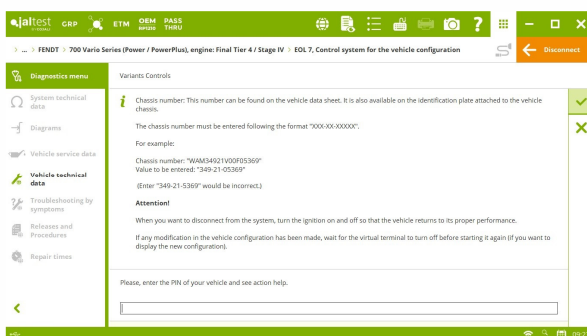 jaltest GRP ETM OEM RP1210 PASS THRU
> ... > FENDT > 700 Vario Series (Power / PowerPlus), engine: Final Tier 4 / Stage IV > EOL 7, Control system for the vehicle configuration
Disconnect
Diagnostics menu
Variants Controls
System technical
data
Diagrams
Vehicle service data
Vehicle technical
data
Troubleshooting by
symptoms
Releases and
Procedures
Repair times
Chassis number: This number can be found on the vehicle data sheet. It is also available on the identification plate attached to the vehicle
chassis.
The chassis number must be entered following the format "XXX-XX-XXXXX".
For example:
Chassis number: "WAM34921V00F05369"
Value to be entered: "349-21-05369"
(Enter "349-21-5369" would be incorrect.)
Attention!
When you want to disconnect from the system, turn the ignition on and off so that the vehicle returns to its proper performance.
If any modification in the vehicle configuration has been made, wait for the virtual terminal to turn off before starting it again (if you want to
display the new configuration).
Please, enter the PIN of your vehicle and see action help.